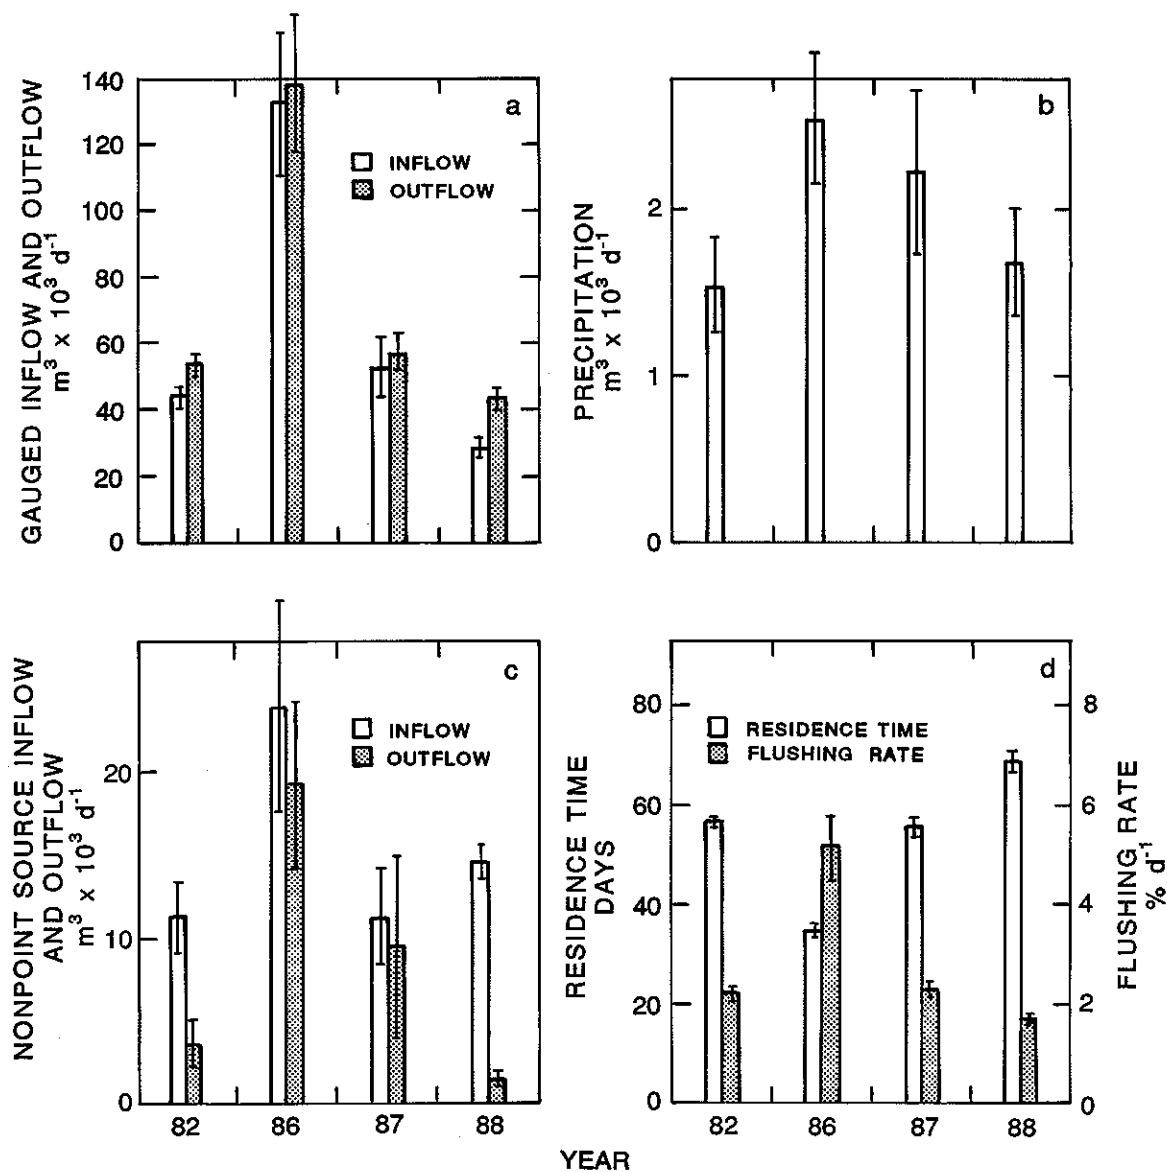 GAUGED INFLOW AND OUTFLOW
m³ x 10³ d⁻¹
140
120
100
80
60
40
20
0
a
INFLOW
OUTFLOW
PRECIPITATION
m³ x 10³ d⁻¹
2
1
0
b
NONPOINT SOURCE INFLOW
AND OUTFLOW
m³ x 10³ d⁻¹
20
10
0
c
INFLOW
OUTFLOW
82 86 87 88
RESIDENCE TIME
DAYS
80
60
40
20
0
d
RESIDENCE TIME
FLUSHING RATE
8
6
4
2
0
FLUSHING RATE
% d⁻¹
82 86 87 88
YEAR